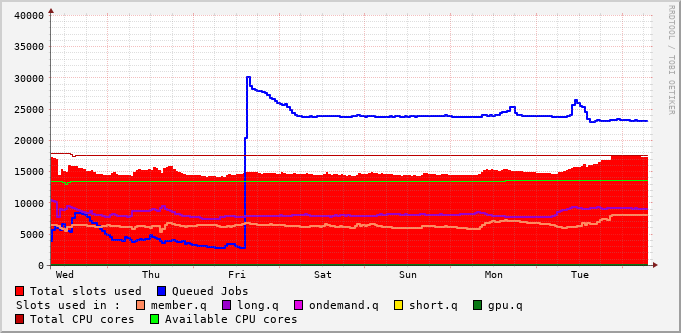 40000
35000
30000
25000
20000
15000
10000
5000
0
Wed Thu Fri Sat Sun Mon Tue
RRDTOOL / TOBI OETIKER
Total slots used Queued Jobs
Slots used in : member.q long.q ondemand.q short.q gpu.q
Total CPU cores Available CPU cores